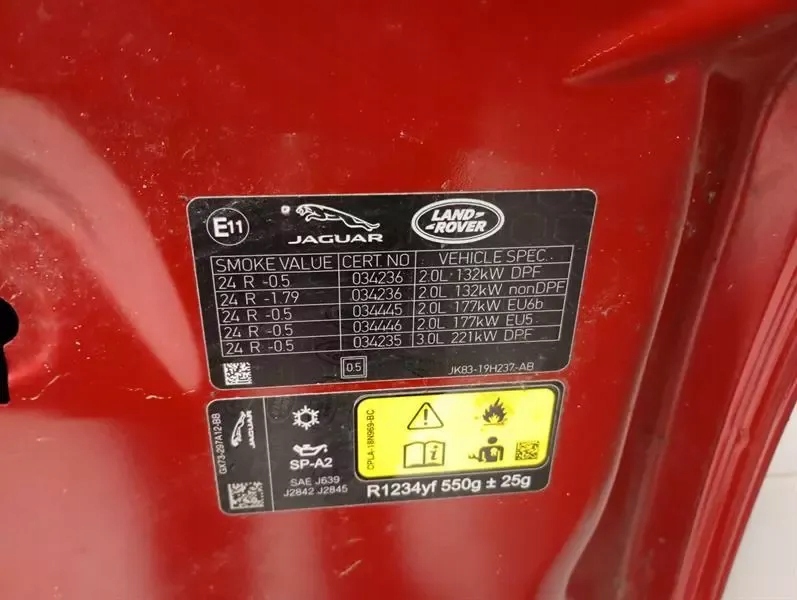 E11
JAGUAR
LAND-
-ROVER
SMOKE VALUE CERT. NO VEHICLE SPEC.
24 R -0.5 034236 2.0L 132kW DPF
24 R -1.79 034236 2.0L 132kW nonDPF
24 R -0.5 034445 2.0L 177kW EU6b
24 R -0.5 034446 2.0L 177kW EU5
24 R -0.5 034235 3.0L 221kW DPF
0.5
JK83-19H237-AB
GX73-297A12-BB
JAGUAR
SP-A2
SAE J639
J2842 J2845
CPLA-18N969-BC
R1234yf 550g ± 25g